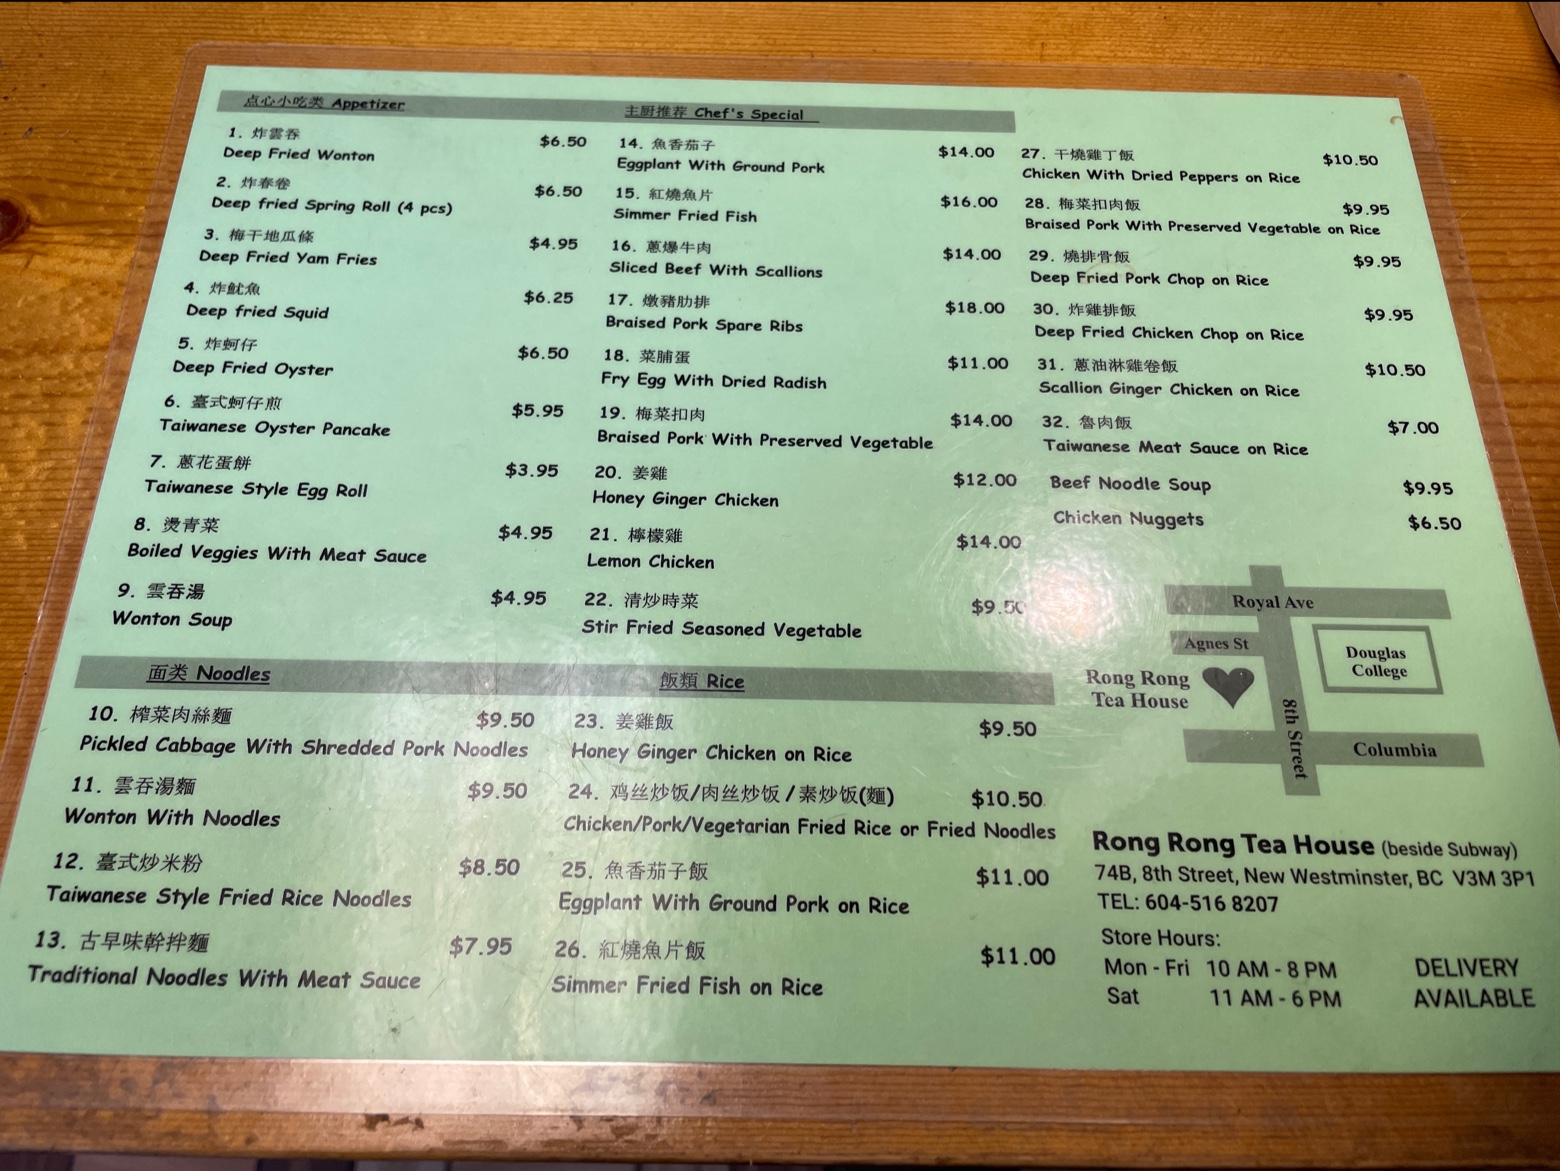 点心小吃类 Appetizer
1. 炸雲吞 $6.50
Deep Fried Wonton
2. 炸春卷 $6.50
Deep fried Spring Roll (4 pcs)
3. 梅干地瓜條 $4.95
Deep Fried Yam Fries
4. 炸魷魚 $6.25
Deep fried Squid
5. 炸蚵仔 $6.50
Deep Fried Oyster
6. 臺式蚵仔煎 $5.95
Taiwanese Oyster Pancake
7. 蔥花蛋餅 $3.95
Taiwanese Style Egg Roll
8. 燙青菜 $4.95
Boiled Veggies With Meat Sauce
9. 雲吞湯 $4.95
Wonton Soup
面类 Noodles
10. 榨菜肉絲麵 $9.50
Pickled Cabbage With Shredded Pork Noodles
11. 雲吞湯麵 $9.50
Wonton With Noodles
12. 臺式炒米粉 $8.50
Taiwanese Style Fried Rice Noodles
13. 古早味幹拌麵 $7.95
Traditional Noodles With Meat Sauce
主厨推荐 Chef's Special
14. 魚香茄子 $14.00
Eggplant With Ground Pork
15. 紅燒魚片 $16.00
Simmer Fried Fish
16. 蔥爆牛肉 $14.00
Sliced Beef With Scallions
17. 燉豬肋排 $18.00
Braised Pork Spare Ribs
18. 菜脯蛋 $11.00
Fry Egg With Dried Radish
19. 梅菜扣肉 $14.00
Braised Pork With Preserved Vegetable
20. 姜雞 $12.00
Honey Ginger Chicken
21. 檸檬雞 $14.00
Lemon Chicken
22. 清炒時菜 $9.50
Stir Fried Seasoned Vegetable
飯類 Rice
23. 姜雞飯 $9.50
Honey Ginger Chicken on Rice
24. 鸡丝炒饭/肉丝炒饭 / 素炒饭(麵) $10.50
Chicken/Pork/Vegetarian Fried Rice or Fried Noodles
25. 魚香茄子飯 $11.00
Eggplant With Ground Pork on Rice
26. 紅燒魚片飯 $11.00
Simmer Fried Fish on Rice
27. 干燒雞丁飯 $10.50
Chicken With Dried Peppers on Rice
28. 梅菜扣肉飯 $9.95
Braised Pork With Preserved Vegetable on Rice
29. 燒排骨飯 $9.95
Deep Fried Pork Chop on Rice
30. 炸雞排飯 $9.95
Deep Fried Chicken Chop on Rice
31. 蔥油淋雞卷飯 $10.50
Scallion Ginger Chicken on Rice
32. 魯肉飯 $7.00
Taiwanese Meat Sauce on Rice
Beef Noodle Soup $9.95
Chicken Nuggets $6.50
Royal Ave
Agnes St
Douglas
College
Rong Rong
Tea House
8th Street
Columbia
Rong Rong Tea House (beside Subway)
74B, 8th Street, New Westminster, BC V3M 3P1
TEL: 604-516 8207
Store Hours:
Mon - Fri 10 AM - 8 PM
Sat 11 AM - 6 PM
DELIVERY
AVAILABLE